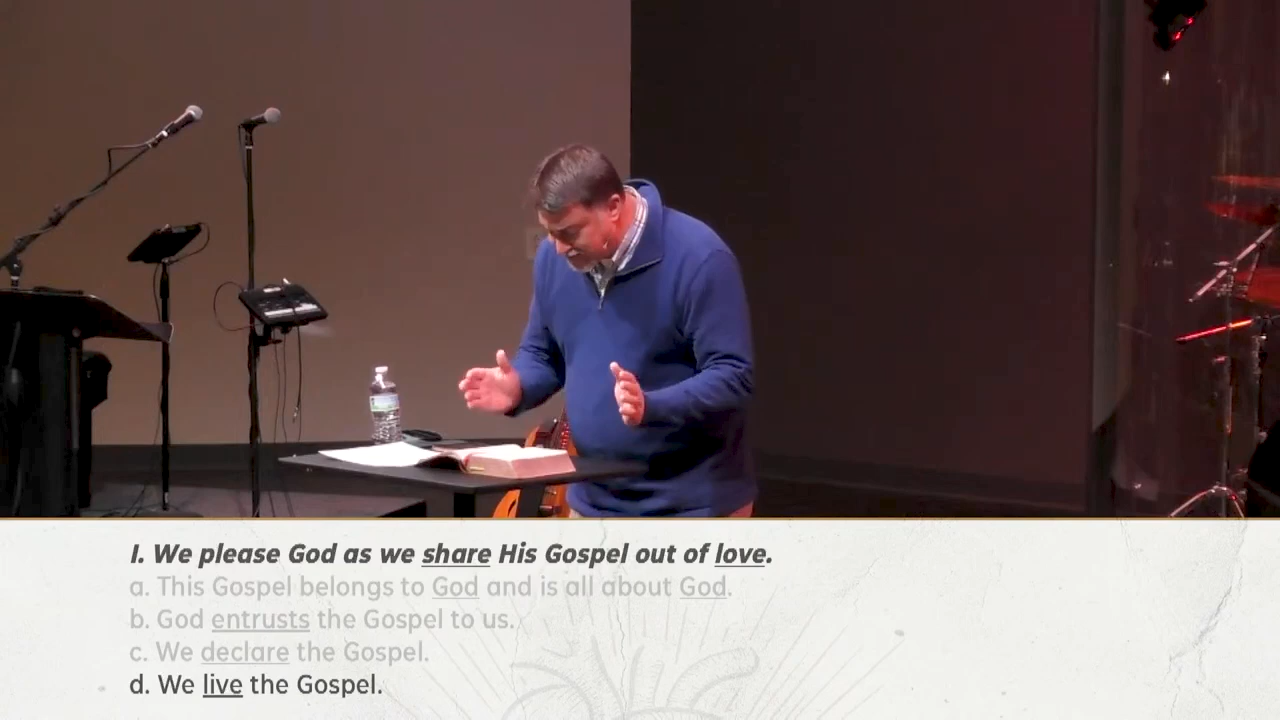 I. We please God as we share His Gospel out of love.
a. This Gospel belongs to God and is all about God.
b. God entrusts the Gospel to us.
c. We declare the Gospel.
d. We live the Gospel.